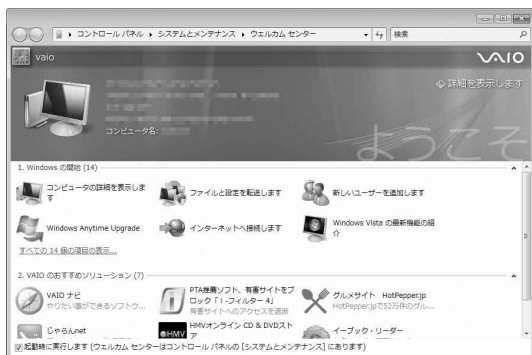 コントロール パネル ▸ システムとメンテナンス ▸ ウェルカム センター
検索
vaio
VAIO
詳細を表示します
コンピュータ名:
ようこそ
1. Windows の開始 (14)
コンピュータの詳細を表示します
ファイルと設定を転送します
新しいユーザーを追加します
Windows Anytime Upgrade
インターネットへ接続します
Windows Vista の最新機能の紹介
すべての 14 個の項目の表示...
2. VAIO のおすすめソリューション (7)
VAIO ナビ
やりたい事ができるソフトウ...
PTA推薦ソフト、有害サイトをブロック「i -フィルター 4」
有害サイトへのアクセスを遮断
グルメサイト HotPepper.jp
HotPepper.jpで52万件のグル...
じゃらんnet
HMV
HMVオンライン CD & DVDスト
イーブック・リーダー
起動時に実行します (ウェルカム センターはコントロール パネルの [システムとメンテナンス] にあります)